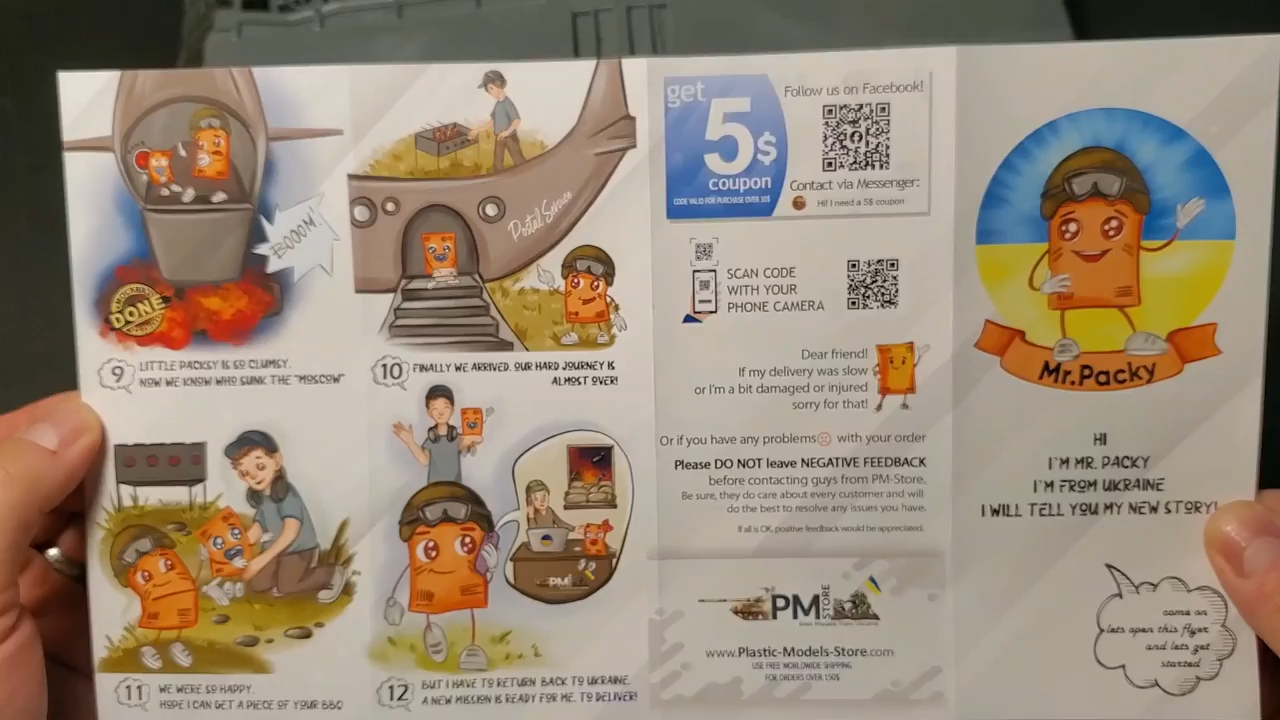 BOOOM!
DONE
9 LITTLE PACKSY IS SO CLUMSY.
NOW WE KNOW WHO SUNK THE "MOSCOW"
Postal Service
10 FINALLY WE ARRIVED. OUR HARD JOURNEY IS
ALMOST OVER!
11 WE WERE SO HAPPY.
HOPE I CAN GET A PIECE OF YOUR BBQ
PM
12 BUT I HAVE TO RETURN BACK TO UKRAINE.
A NEW MISSION IS READY FOR ME. TO DELIVER!
get
5$
coupon
CODE VALID FOR PURCHASE OVER 50$
Follow us on Facebook!
Contact via Messenger:
Hi! I need a 5$ coupon
SCAN CODE
WITH YOUR
PHONE CAMERA
Dear friend!
If my delivery was slow
or I'm a bit damaged or injured
sorry for that!
Or if you have any problems with your order
Please DO NOT leave NEGATIVE FEEDBACK
before contacting guys from PM-Store.
Be sure, they do care about every customer and will
do the best to resolve any issues you have.
If all is OK, positive feedback would be appreciated.
PM STORE
www.Plastic-Models-Store.com
USE FREE WORLDWIDE SHIPPING
FOR ORDERS OVER 150$
Mr.Packy
HI
I'M MR. PACKY
I'M FROM UKRAINE
I WILL TELL YOU MY NEW STORY!
come on
lets open this flyer
and lets get
started